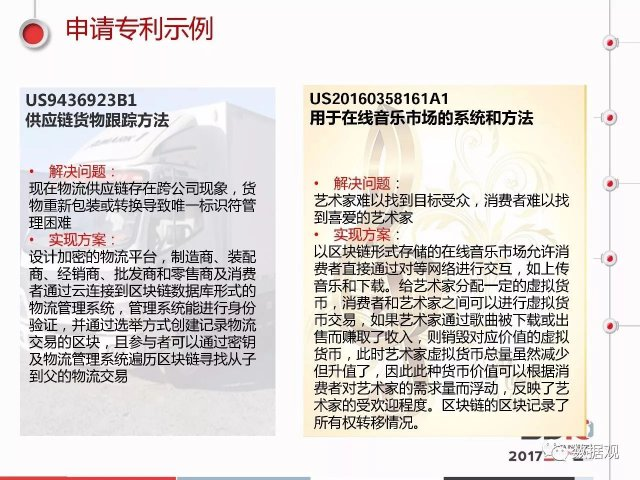 申请专利示例
US9436923B1
供应链货物跟踪方法
• 解决问题：
现在物流供应链存在跨公司现象，货
物重新包装或转换导致唯一标识符管
理困难
• 实现方案：
设计加密的物流平台，制造商、装配
商、经销商、批发商和零售商及消费
者通过云连接到区块链数据库形式的
物流管理系统，管理系统能进行身份
验证，并通过选举方式创建记录物流
交易的区块，且参与者可以通过密钥
及物流管理系统遍历区块链寻找从子
到父的物流交易
US20160358161A1
用于在线音乐市场的系统和方法
• 解决问题：
艺术家难以找到目标受众，消费者难以找
到喜爱的艺术家
• 实现方案：
以区块链形式存储的在线音乐市场允许消
费者直接通过对等网络进行交互，如上传
音乐和下载。给艺术家分配一定的虚拟货
币，消费者和艺术家之间可以进行虚拟货
币交易，如果艺术家通过歌曲被下载或出
售而赚取了收入，则销毁对应价值的虚拟
货币，此时艺术家虚拟货币总量虽然减少
但升值了，因此此种货币价值可以根据消
费者对艺术家的需求量而浮动，反映了艺
术家的受欢迎程度。区块链的区块记录了
所有权转移情况。
2017
数据观